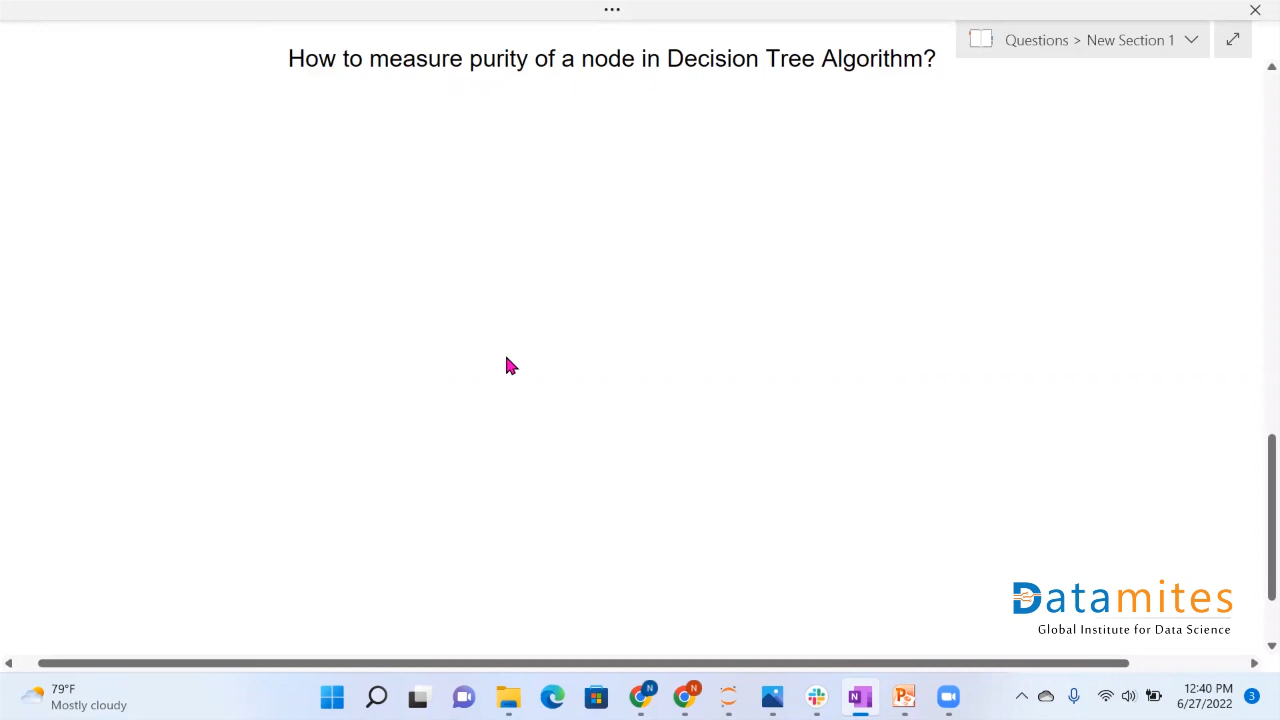 •••
Questions > New Section 1
How to measure purity of a node in Decision Tree Algorithm?
Datamites
Global Institute for Data Science
79°F
Mostly cloudy
N
N
N
P
12:40 PM
6/27/2022
3